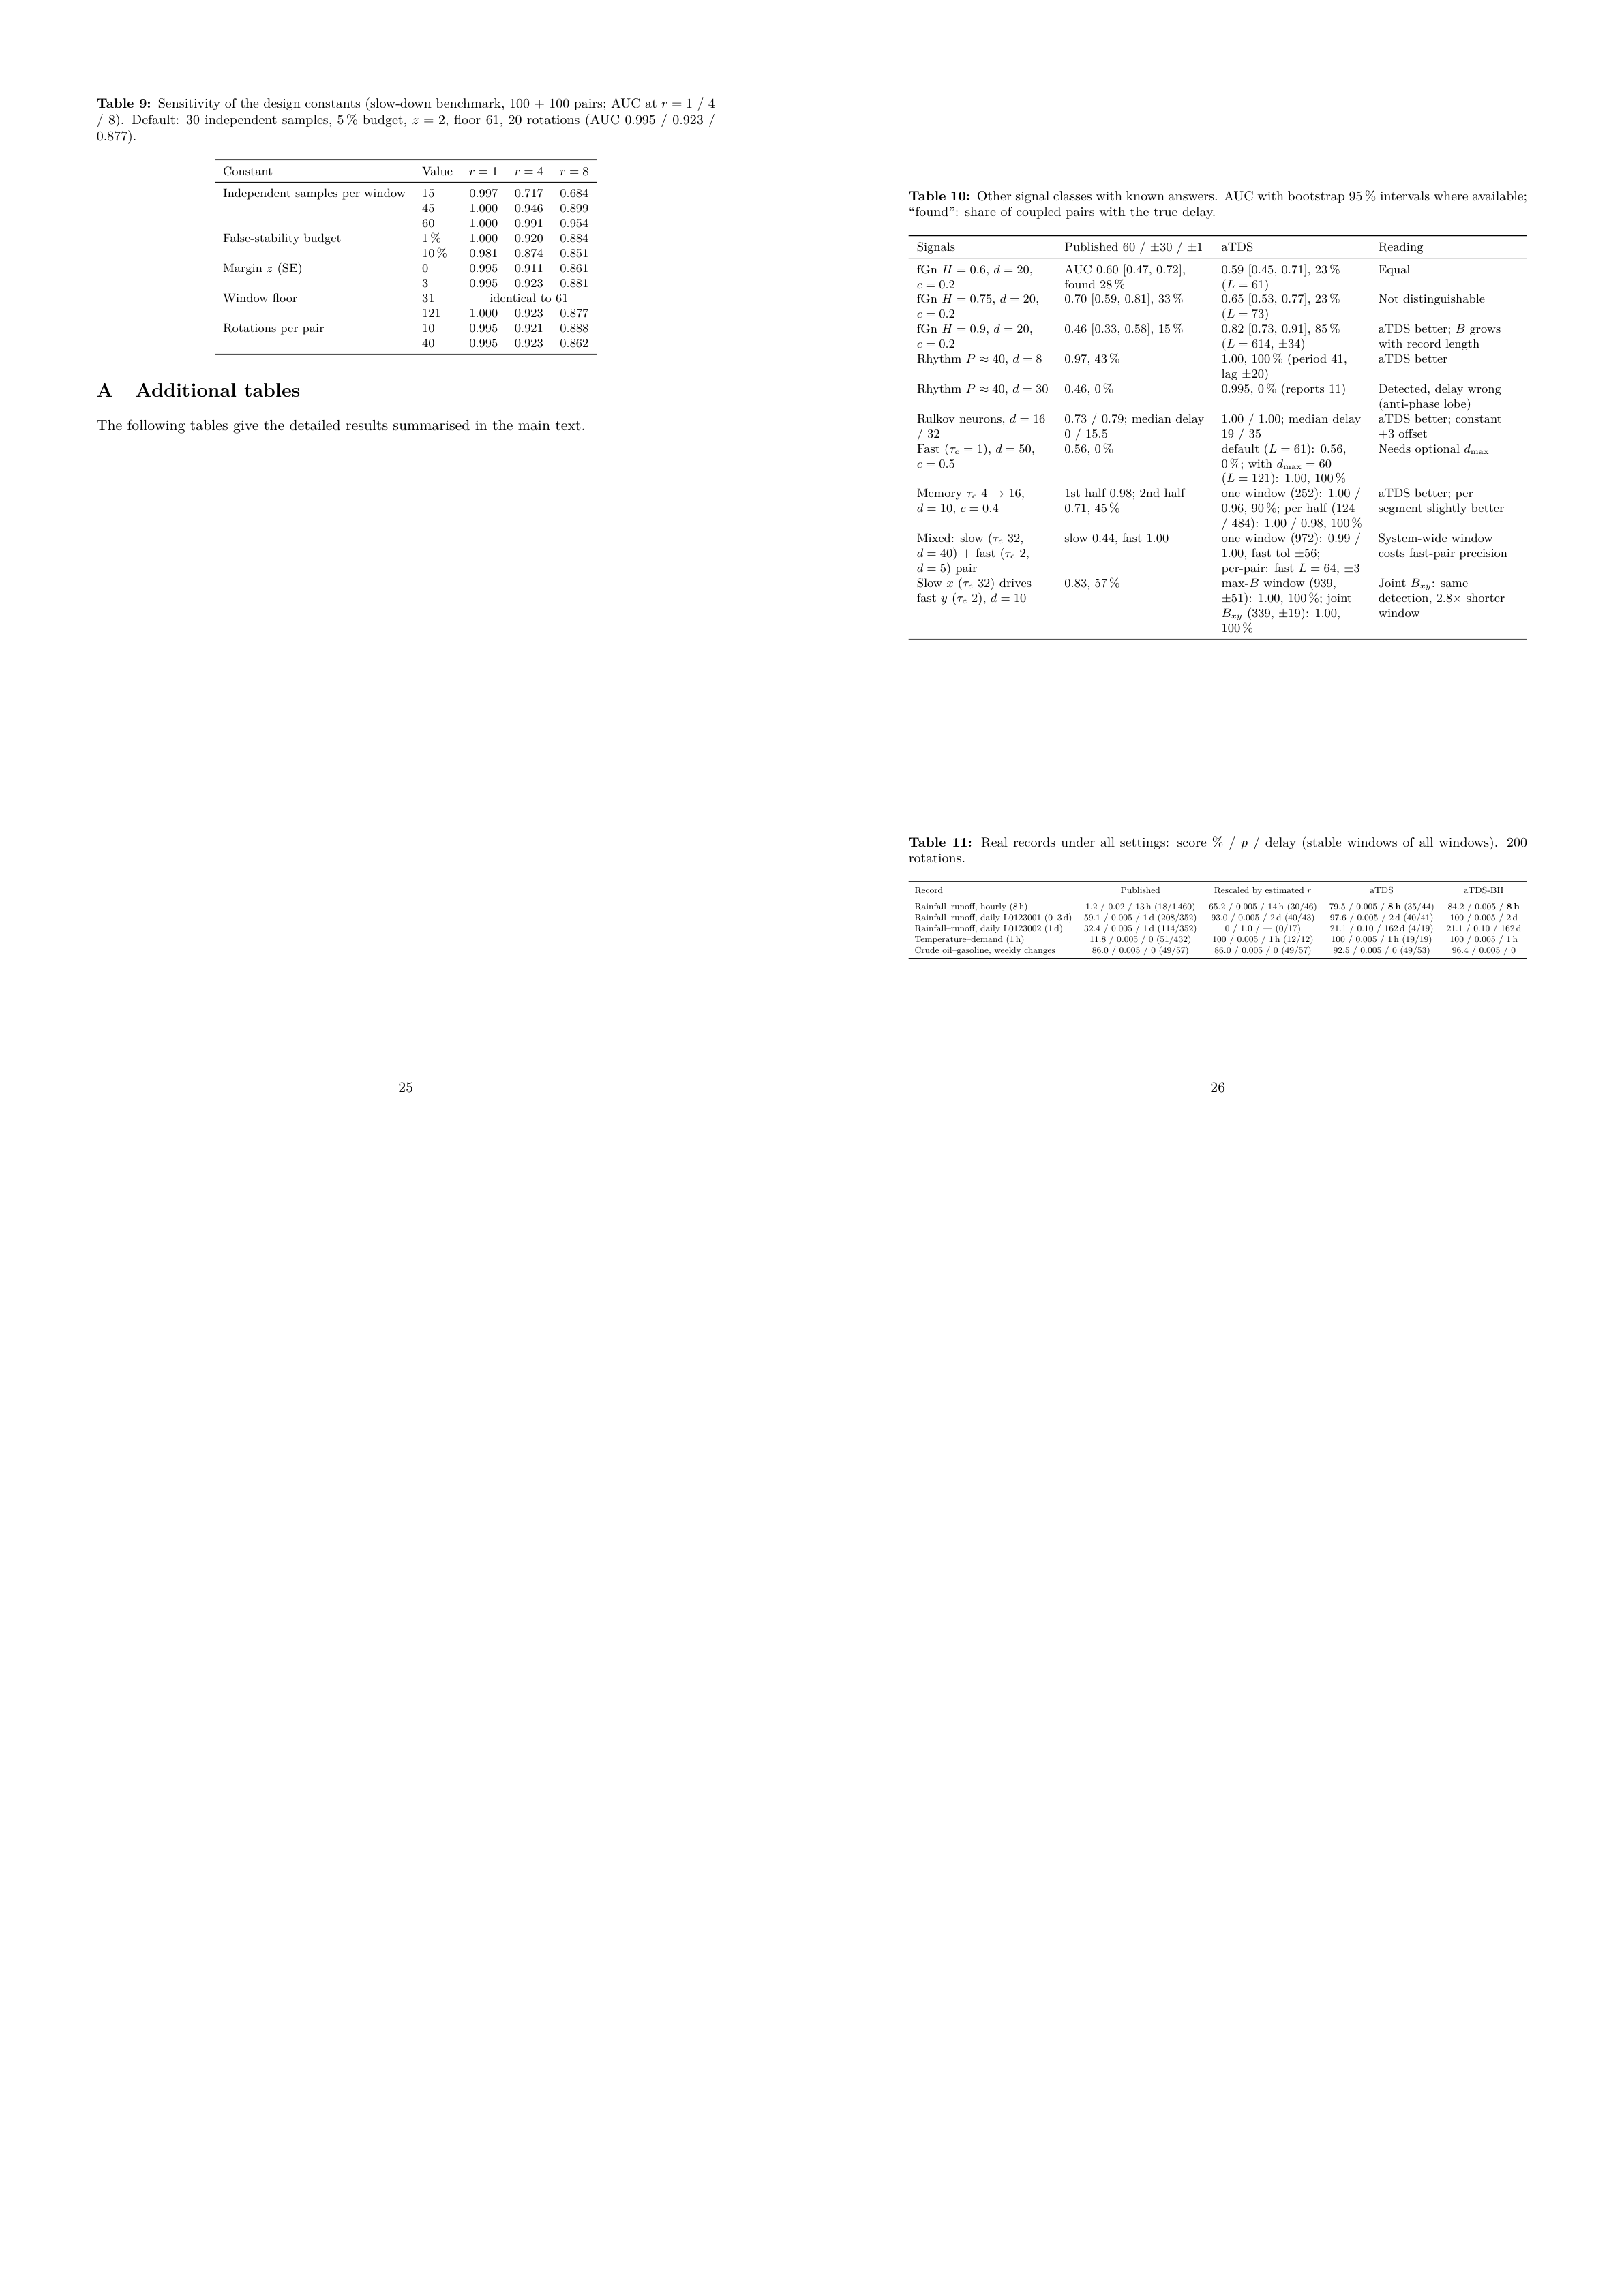 Table 9: Sensitivity of the design constants (slow-down benchmark, 100 + 100 pairs; AUC at r = 1 / 4
/ 8). Default: 30 independent samples, 5 % budget, z = 2, floor 61, 20 rotations (AUC 0.995 / 0.923 /
0.877).
Constant Value r = 1 r = 4 r = 8
Independent samples per window 15 0.997 0.717 0.684
45 1.000 0.946 0.899
60 1.000 0.991 0.954
False-stability budget 1 % 1.000 0.920 0.884
10 % 0.981 0.874 0.851
Margin z (SE) 0 0.995 0.911 0.861
3 0.995 0.923 0.881
Window floor 31 identical to 61
121 1.000 0.923 0.877
Rotations per pair 10 0.995 0.921 0.888
40 0.995 0.923 0.862
A Additional tables
The following tables give the detailed results summarised in the main text.
25
Table 10: Other signal classes with known answers. AUC with bootstrap 95 % intervals where available;
“found”: share of coupled pairs with the true delay.
Signals Published 60 / ±30 / ±1 aTDS Reading
fGn H = 0.6, d = 20, AUC 0.60 [0.47, 0.72], 0.59 [0.45, 0.71], 23 % Equal
c = 0.2 found 28 % (L = 61)
fGn H = 0.75, d = 20, 0.70 [0.59, 0.81], 33 % 0.65 [0.53, 0.77], 23 % Not distinguishable
c = 0.2 (L = 73)
fGn H = 0.9, d = 20, 0.46 [0.33, 0.58], 15 % 0.82 [0.73, 0.91], 85 % aTDS better; B grows
c = 0.2 (L = 614, ±34) with record length
Rhythm P ≈ 40, d = 8 0.97, 43 % 1.00, 100 % (period 41, aTDS better
lag ±20)
Rhythm P ≈ 40, d = 30 0.46, 0 % 0.995, 0 % (reports 11) Detected, delay wrong
(anti-phase lobe)
Rulkov neurons, d = 16 0.73 / 0.79; median delay 1.00 / 1.00; median delay aTDS better; constant
/ 32 0 / 15.5 19 / 35 +3 offset
Fast (τc = 1), d = 50, 0.56, 0 % default (L = 61): 0.56, Needs optional dmax
c = 0.5 0 %; with dmax = 60
(L = 121): 1.00, 100 %
Memory τc 4 → 16, 1st half 0.98; 2nd half one window (252): 1.00 / aTDS better; per
d = 10, c = 0.4 0.71, 45 % 0.96, 90 %; per half (124 segment slightly better
/ 484): 1.00 / 0.98, 100 %
Mixed: slow (τc 32, slow 0.44, fast 1.00 one window (972): 0.99 / System-wide window
d = 40) + fast (τc 2, 1.00, fast tol ±56; costs fast-pair precision
d = 5) pair per-pair: fast L = 64, ±3
Slow x (τc 32) drives 0.83, 57 % max-B window (939, Joint Bxy: same
fast y (τc 2), d = 10 ±51): 1.00, 100 %; joint detection, 2.8× shorter
Bxy (339, ±19): 1.00, window
100 %
Table 11: Real records under all settings: score % / p / delay (stable windows of all windows). 200
rotations.
Record Published Rescaled by estimated r aTDS aTDS-BH
Rainfall–runoff, hourly (8 h) 1.2 / 0.02 / 13 h (18/1 460) 65.2 / 0.005 / 14 h (30/46) 79.5 / 0.005 / 8 h (35/44) 84.2 / 0.005 / 8 h
Rainfall–runoff, daily L0123001 (0–3 d) 59.1 / 0.005 / 1 d (208/352) 93.0 / 0.005 / 2 d (40/43) 97.6 / 0.005 / 2 d (40/41) 100 / 0.005 / 2 d
Rainfall–runoff, daily L0123002 (1 d) 32.4 / 0.005 / 1 d (114/352) 0 / 1.0 / — (0/17) 21.1 / 0.10 / 162 d (4/19) 21.1 / 0.10 / 162 d
Temperature–demand (1 h) 11.8 / 0.005 / 0 (51/432) 100 / 0.005 / 1 h (12/12) 100 / 0.005 / 1 h (19/19) 100 / 0.005 / 1 h
Crude oil–gasoline, weekly changes 86.0 / 0.005 / 0 (49/57) 86.0 / 0.005 / 0 (49/57) 92.5 / 0.005 / 0 (49/53) 96.4 / 0.005 / 0
26